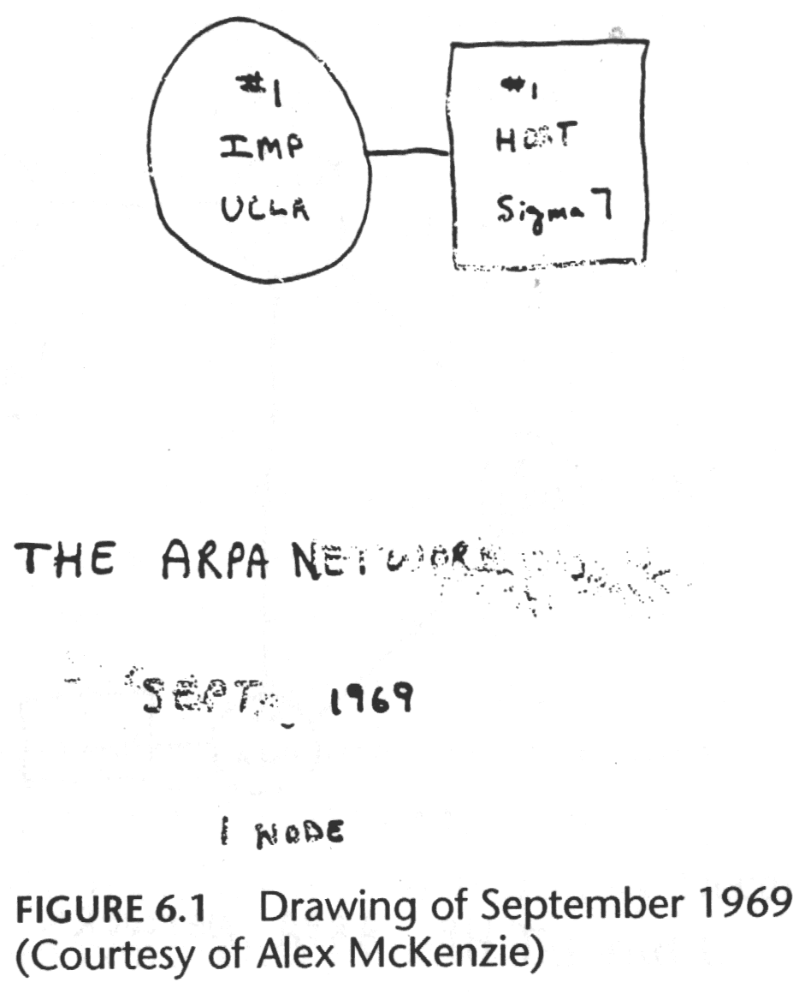 #1
IMP
UCLA
#1
HOST
Sigma 7
THE ARPA NETWORK
SEPT. 1969
1 NODE
FIGURE 6.1 Drawing of September 1969
(Courtesy of Alex McKenzie)